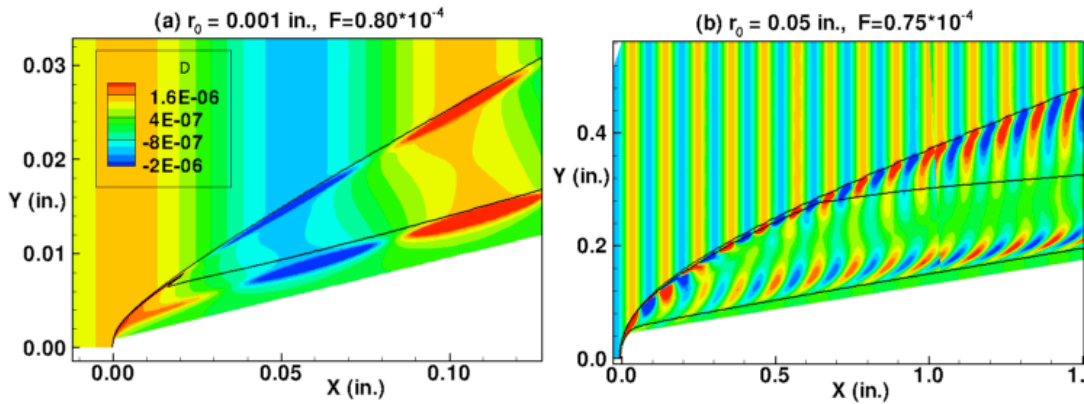 (a) r₀ = 0.001 in., F=0.80*10⁻⁴
0.03
D
1.6E-06
4E-07
-8E-07
-2E-06
0.02
Y (in.)
0.01
0.00
0.00 0.05 0.10
X (in.)
(b) r₀ = 0.05 in., F=0.75*10⁻⁴
0.4
Y (in.)
0.2
0.0
0.0 0.5 1.0 1.
X (in.)